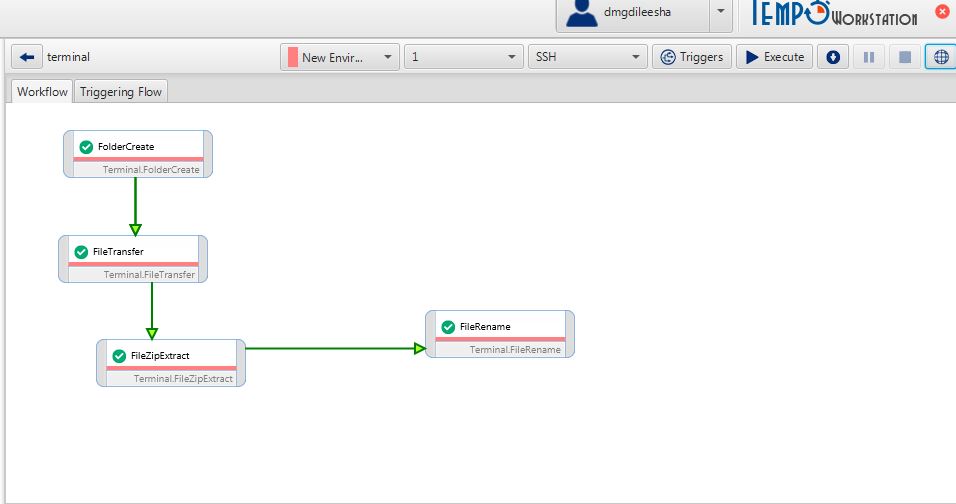 dmgdileesha
TEMPO WORKSTATION
terminal
New Envir...
1
SSH
Triggers
Execute
Workflow
Triggering Flow
FolderCreate
Terminal.FolderCreate
FileTransfer
Terminal.FileTransfer
FileRename
Terminal.FileRename
FileZipExtract
Terminal.FileZipExtract